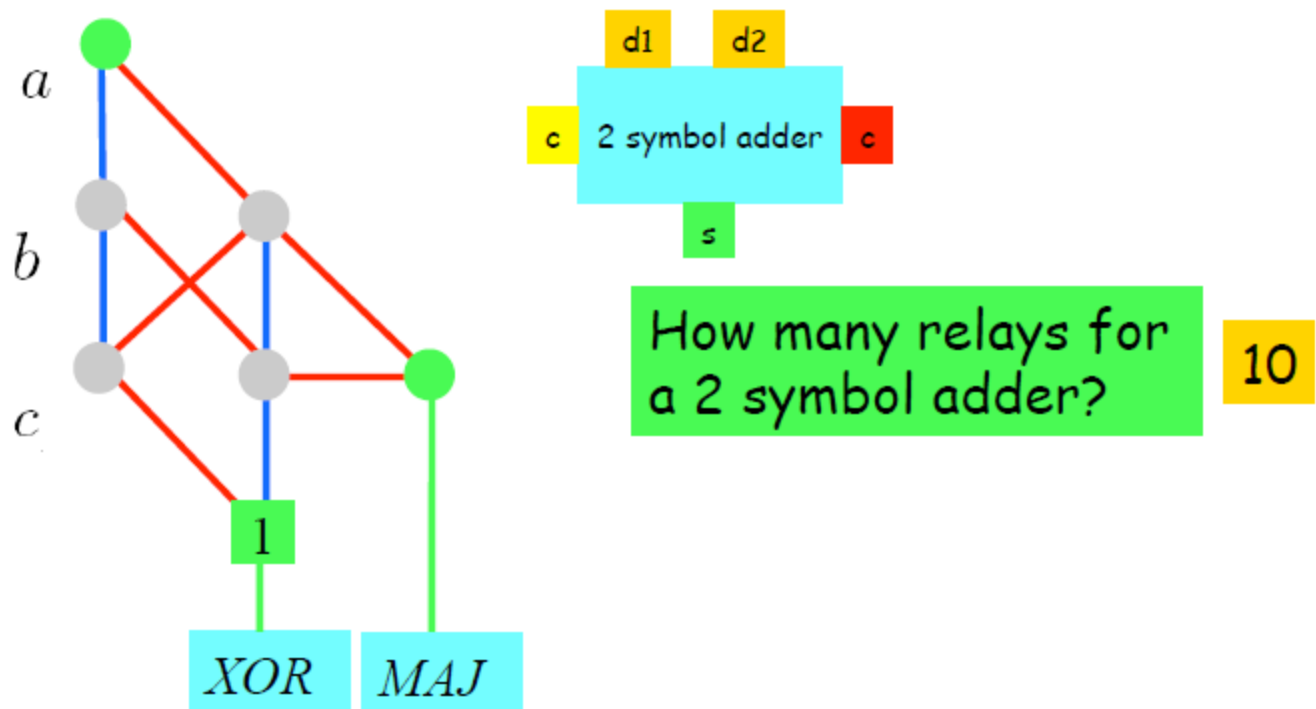 a
b
c
1
XOR
MAJ
d1
d2
c
2 symbol adder
c
s
How many relays for
a 2 symbol adder?
10